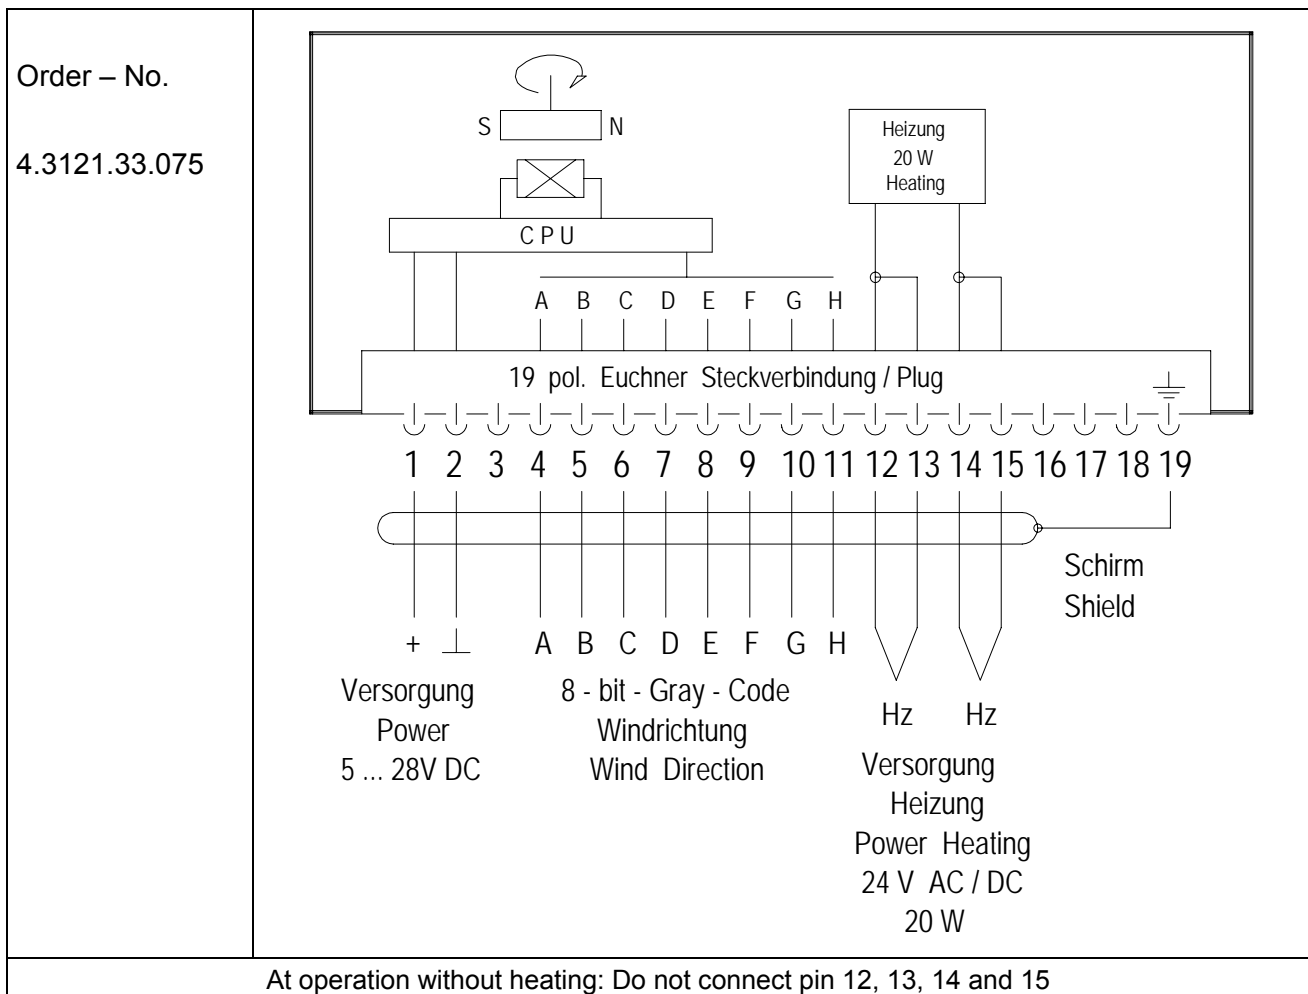 Order – No.
4.3121.33.075
S N
Heizung
20 W
Heating
CPU
A B C D E F G H
19 pol. Euchner Steckverbindung / Plug
1 2 3 4 5 6 7 8 9 10 11 12 13 14 15 16 17 18 19
Schirm
Shield
+ A B C D E F G H
Versorgung
Power
5 ... 28V DC
8 - bit - Gray - Code
Windrichtung
Wind Direction
Hz Hz
Versorgung
Heizung
Power Heating
24 V AC / DC
20 W
At operation without heating: Do not connect pin 12, 13, 14 and 15